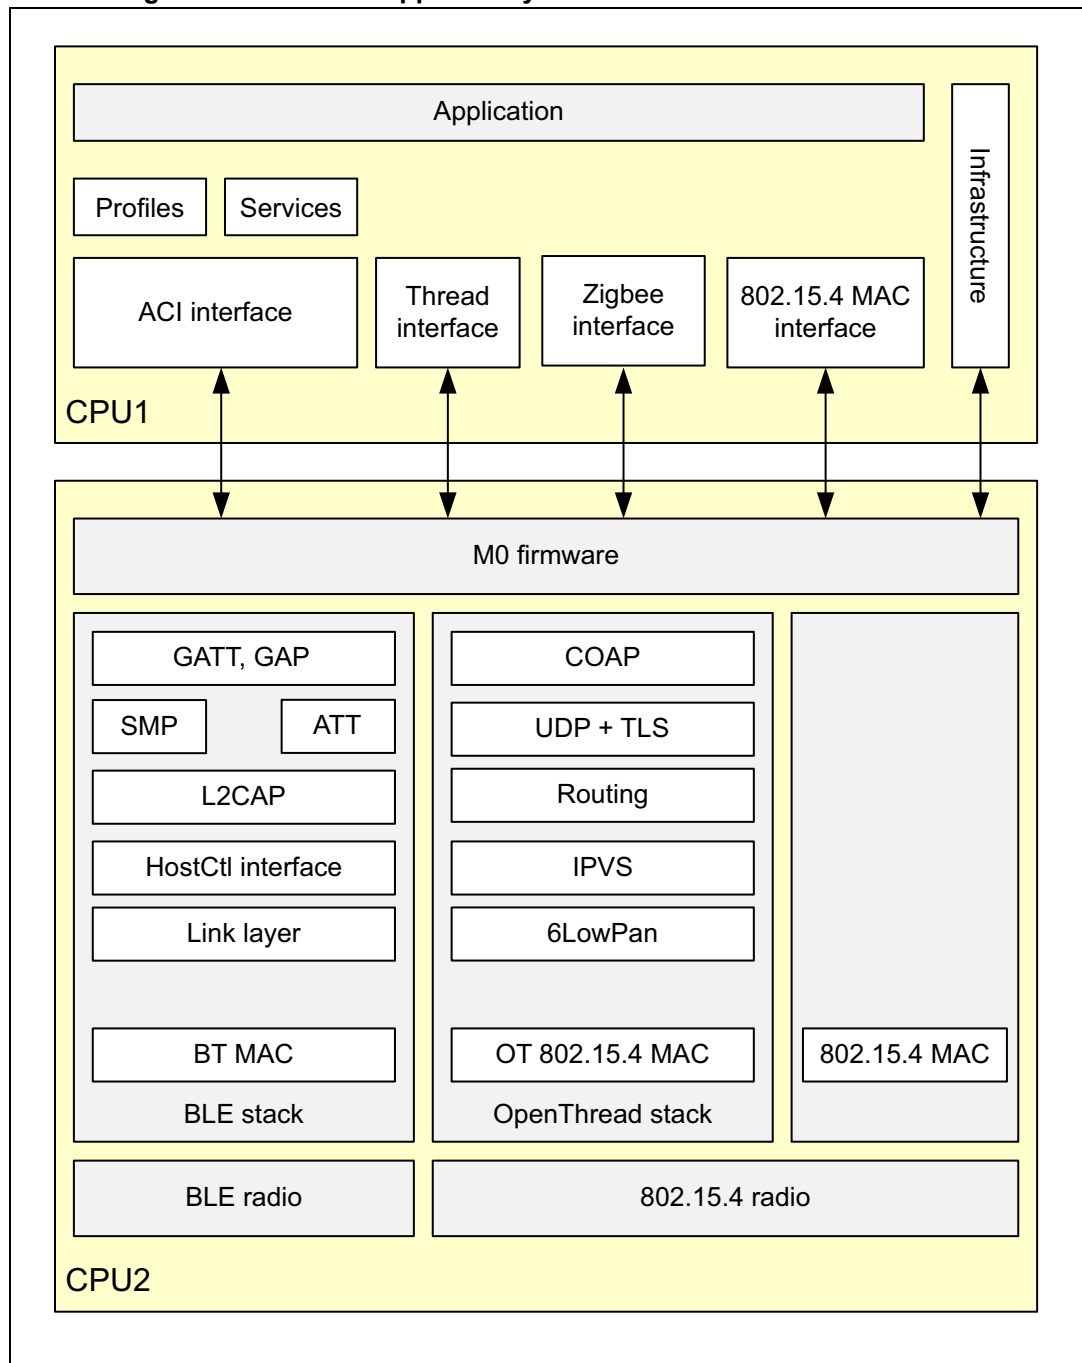 Application
Infrastructure
Profiles
Services
ACI interface
Thread
interface
Zigbee
interface
802.15.4 MAC
interface
CPU1
M0 firmware
GATT, GAP
SMP
ATT
L2CAP
HostCtl interface
Link layer
BT MAC
BLE stack
COAP
UDP + TLS
Routing
IPVS
6LowPan
OT 802.15.4 MAC
OpenThread stack
802.15.4 MAC
BLE radio
802.15.4 radio
CPU2